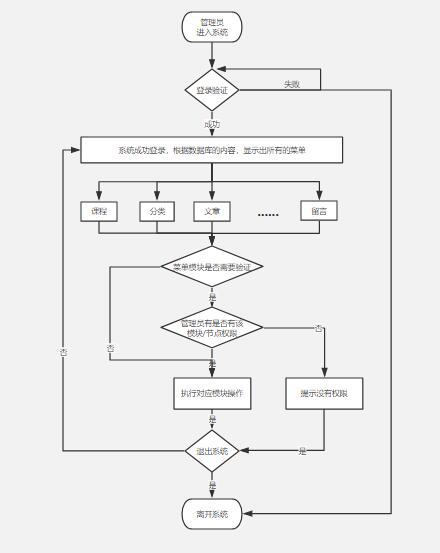 管理员
进入系统
登录验证
失败
成功
系统成功登录，根据数据库的内容，显示出所有的菜单
课程
分类
文章
……
留言
菜单模块是否需要验证
是
管理员有是否有该
模块/节点权限
否
否
否
是
执行对应模块操作
提示没有权限
是
退出系统
是
是
离开系统